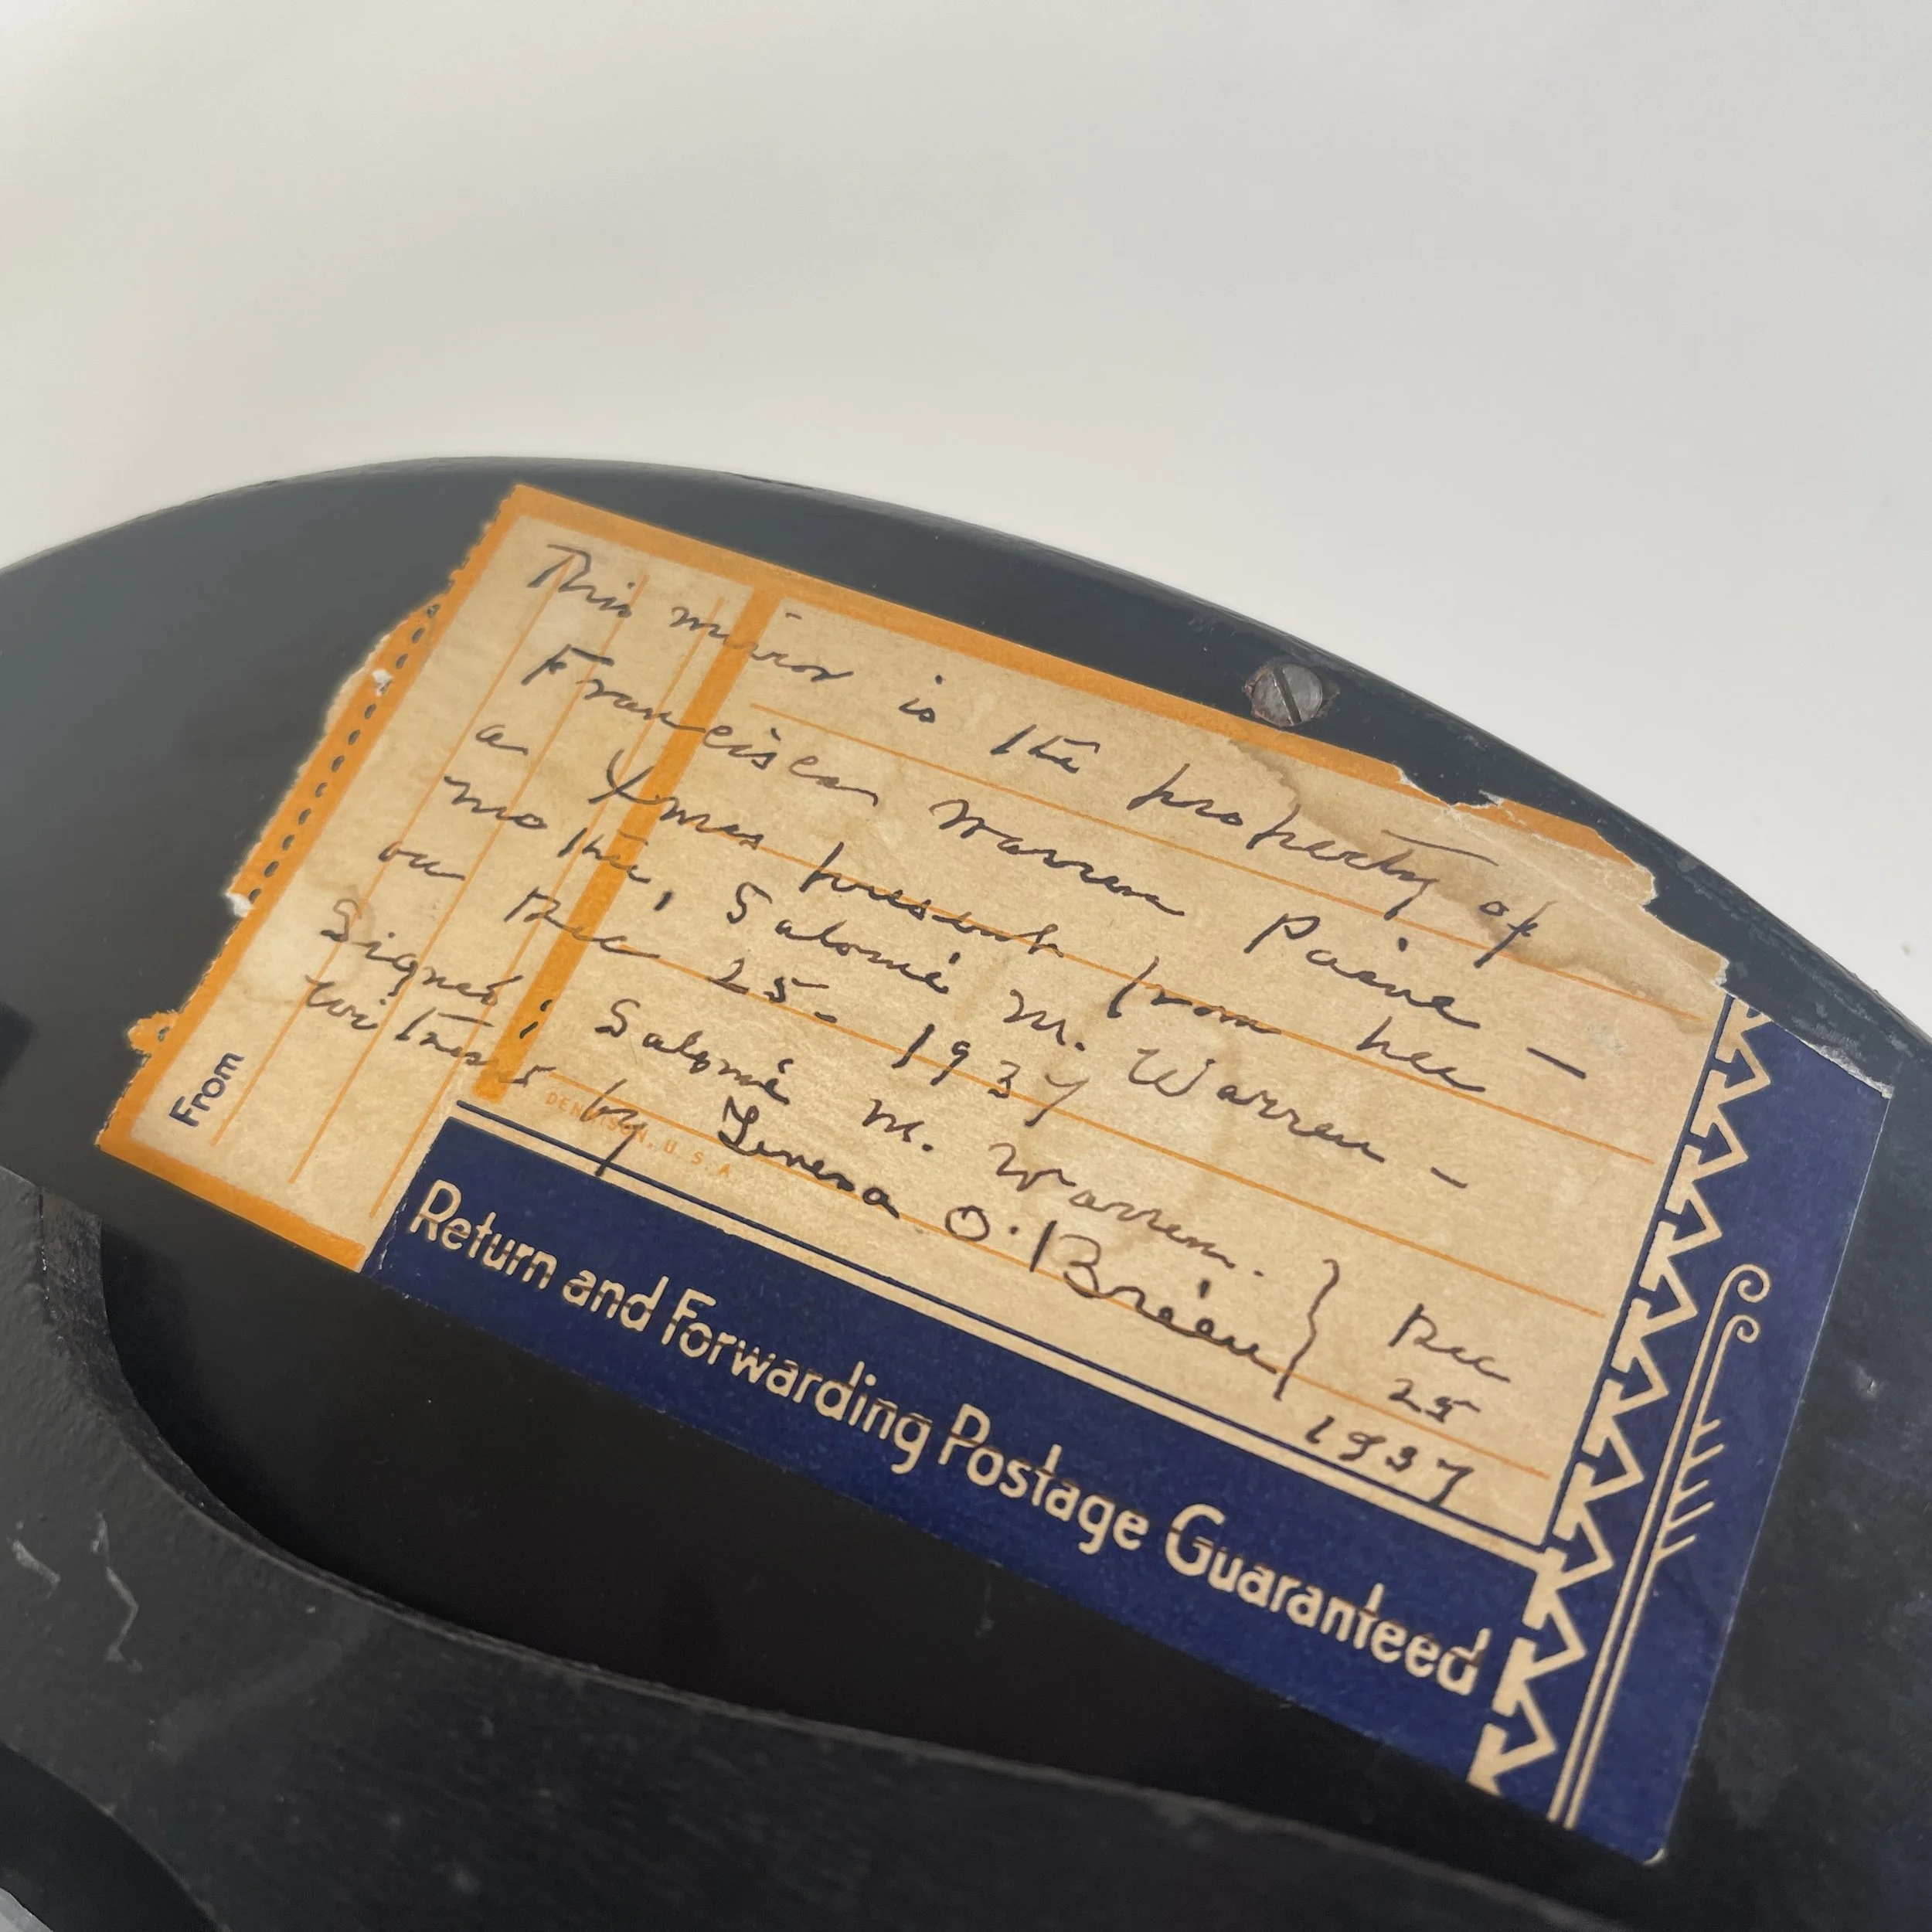 This mirror is the property of
Francisca Warren Paine –
a Xmas present from her
mother, Salomé M. Warren –
on Dec 25 – 1937
Signed; Salomé M. Warren. } Dec
witness by O'Brien } 25
1937
From
DENNISON, U.S.A.
Return and Forwarding Postage Guaranteed